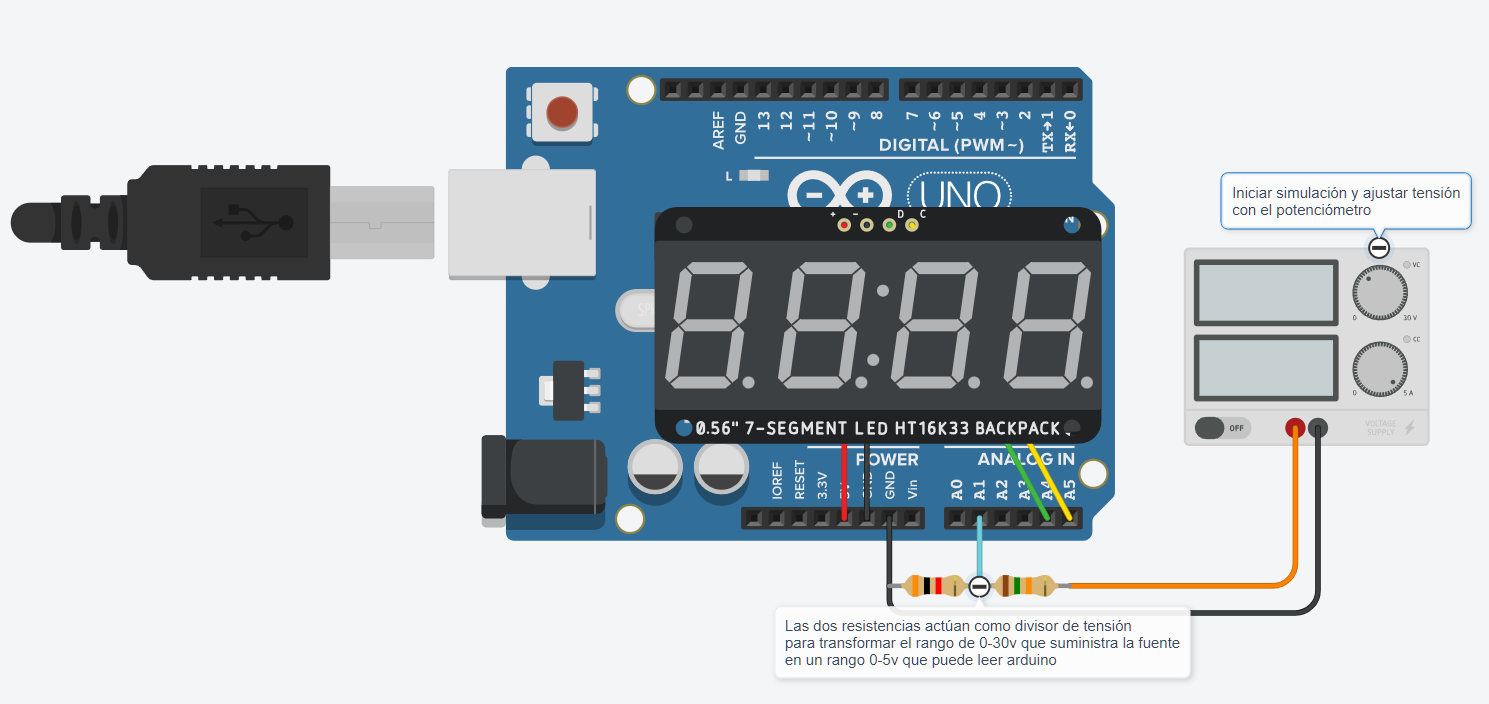 AREF
GND
13
12
~11
~10
~9
8
7
~6
~5
4
~3
2
TX→1
RX←0
DIGITAL (PWM~)
L
UNO
+ - D C
Iniciar simulación y ajustar tensión
con el potenciómetro
VC
0 30 V
CC
0 5 A
OFF
VOLTAGE
SUPPLY
0.56" 7-SEGMENT LED HT16K33 BACKPACK
POWER
ANALOG IN
IOREF
RESET
3.3V
GND
Vin
A0
A1
A2
A4
A5
Las dos resistencias actúan como divisor de tensión
para transformar el rango de 0-30v que suministra la fuente
en un rango 0-5v que puede leer arduino